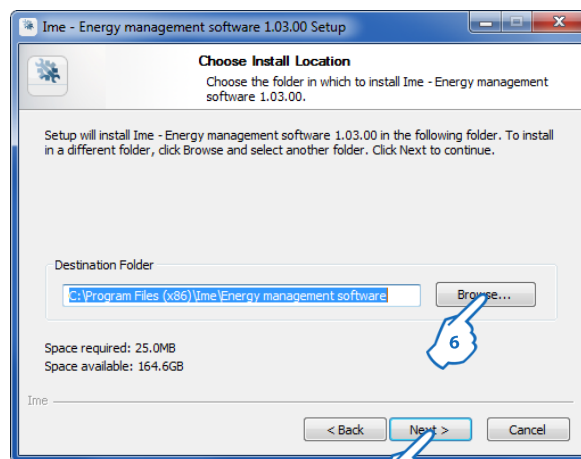 Ime - Energy management software 1.03.00 Setup
Choose Install Location
Choose the folder in which to install Ime - Energy management
software 1.03.00.
Setup will install Ime - Energy management software 1.03.00 in the following folder. To install
in a different folder, click Browse and select another folder. Click Next to continue.
Destination Folder
C:\Program Files (x86)\Ime\Energy management software
Browse...
6
Space required: 25.0MB
Space available: 164.6GB
Ime
< Back Next > Cancel